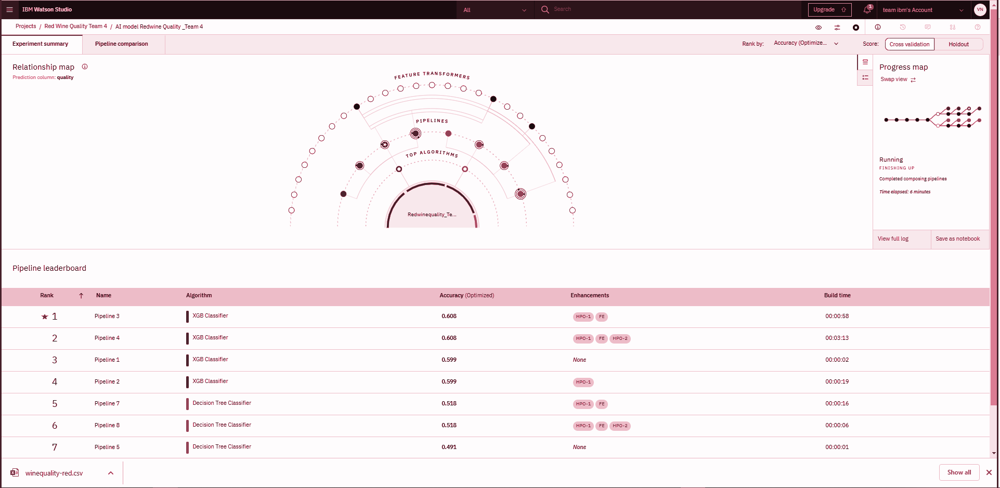 IBM Watson Studio
All
Search
Upgrade
1
team ibm's Account
VN
Projects / Red Wine Quality Team 4 / AI model Redwine Quality _Team 4
Experiment summary
Pipeline comparison
Rank by: Accuracy (Optimize...
Score: Cross validation Holdout
Relationship map
Prediction column: quality
FEATURE TRANSFORMERS
PIPELINES
TOP ALGORITHMS
Redwinequality_Te...
Progress map
Swap view
Running
FINISHING UP
Completed composing pipelines
Time elapsed: 6 minutes
View full log
Save as notebook
Pipeline leaderboard
Rank Name Algorithm Accuracy (Optimized) Enhancements Build time
1 Pipeline 3 XGB Classifier 0.608 HPO-1 FE 00:00:58
2 Pipeline 4 XGB Classifier 0.608 HPO-1 FE HPO-2 00:03:13
3 Pipeline 1 XGB Classifier 0.599 None 00:00:02
4 Pipeline 2 XGB Classifier 0.599 HPO-1 00:00:19
5 Pipeline 7 Decision Tree Classifier 0.518 HPO-1 FE 00:00:16
6 Pipeline 8 Decision Tree Classifier 0.518 HPO-1 FE HPO-2 00:00:06
7 Pipeline 5 Decision Tree Classifier 0.491 None 00:00:01
winequality-red.csv
Show all